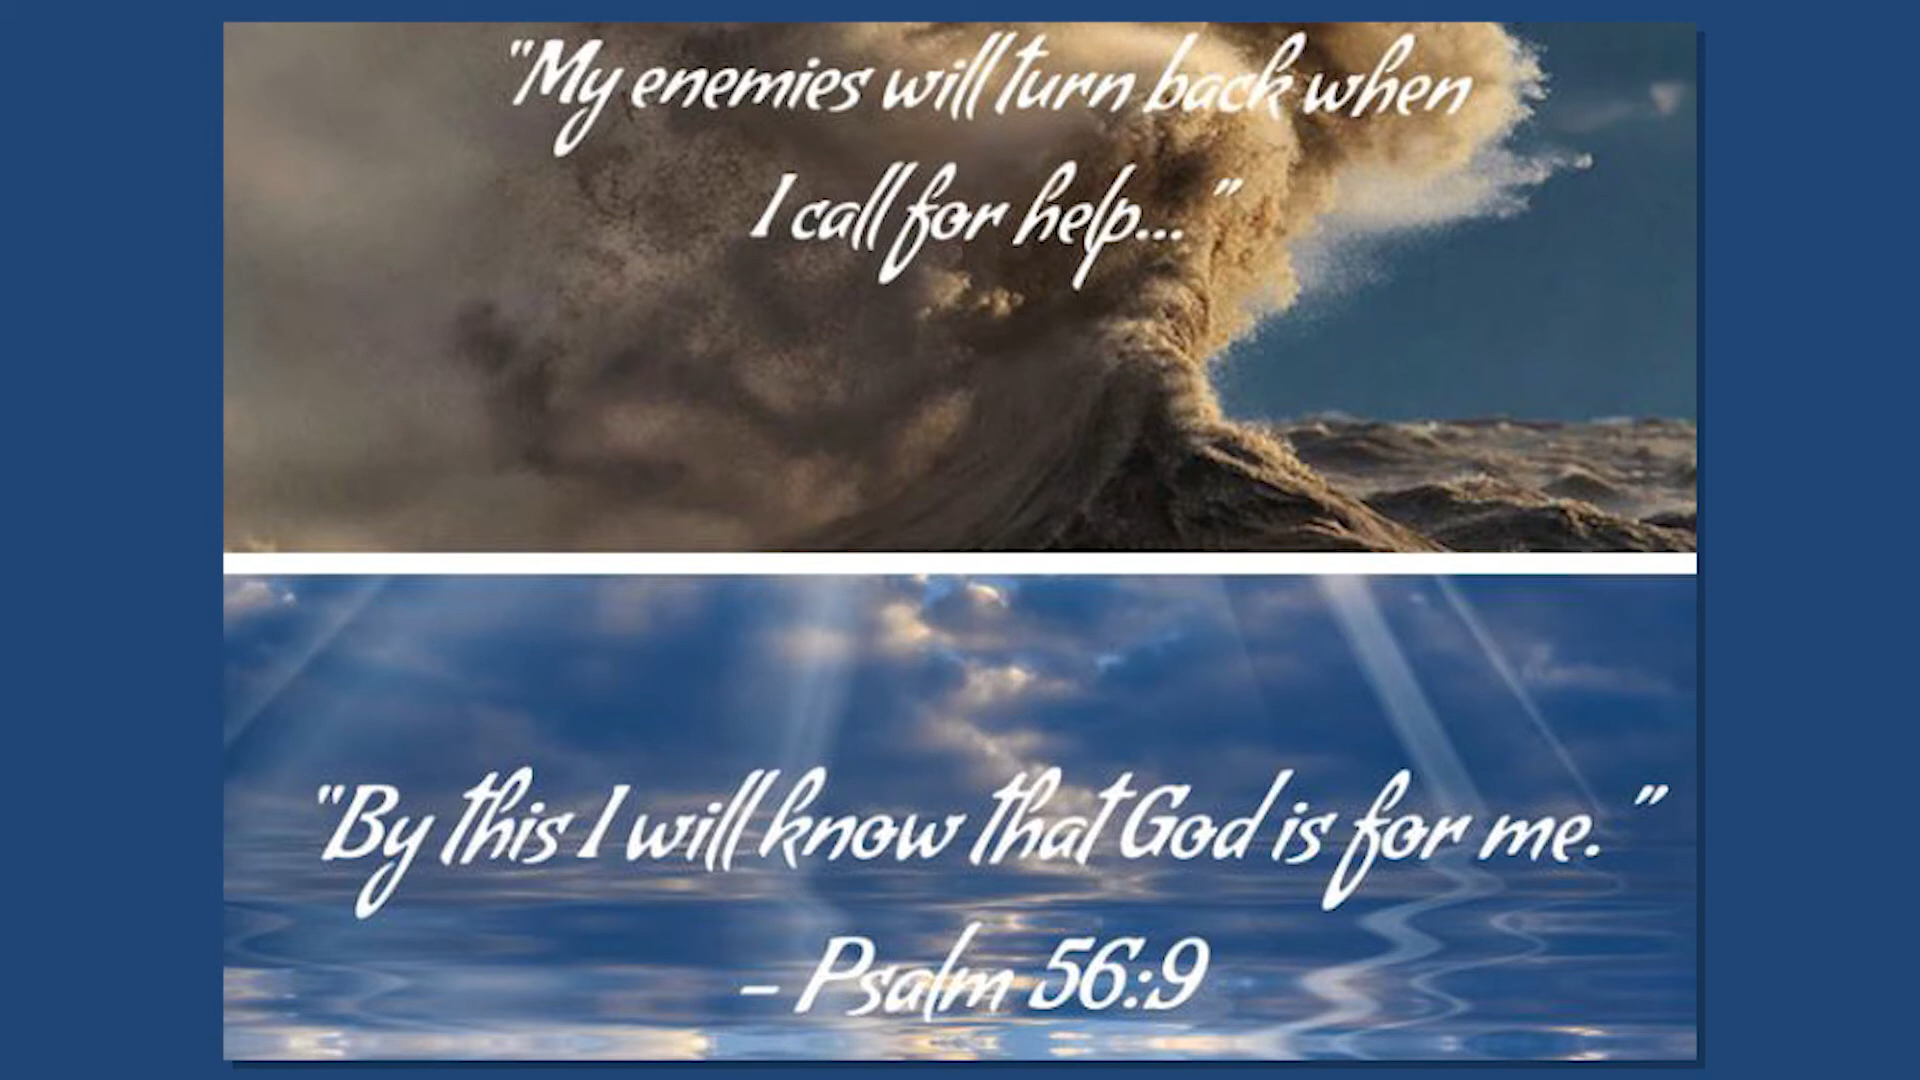 "My enemies will turn back when
I call for help... "
"By this I will know that God is for me. "
- Psalm 56:9